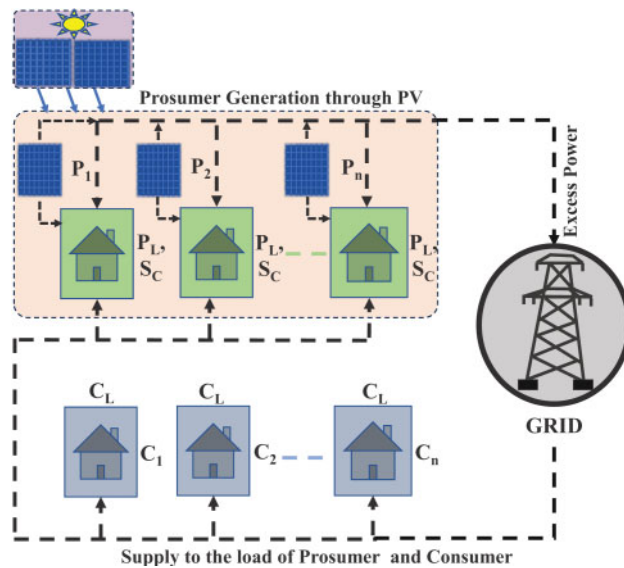 Prosumer Generation through PV
P1
P2
Pn
PL,
SC
PL,
SC
PL,
SC
Excess Power
GRID
CL
CL
CL
C1
C2
Cn
Supply to the load of Prosumer and Consumer